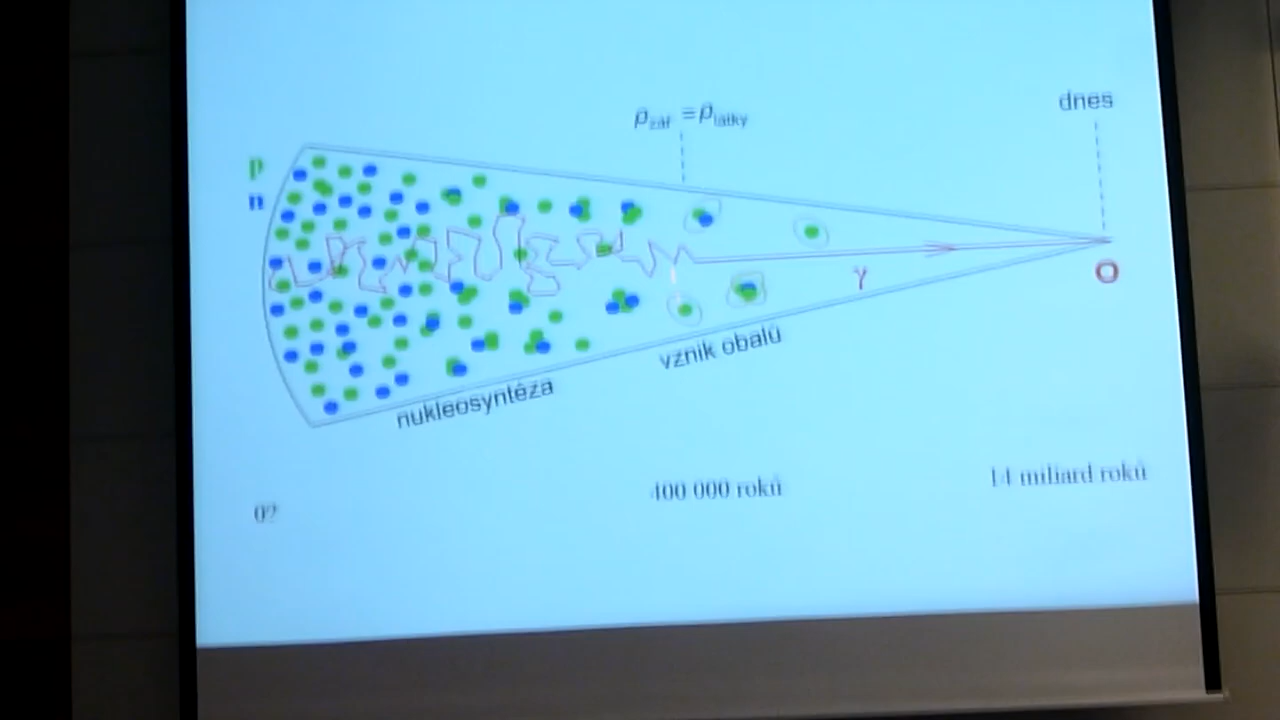 ρzář = ρlátky
dnes
p
n
γ
O
vznik obalů
nukleosyntéza
0?
400 000 roků
14 miliard roků